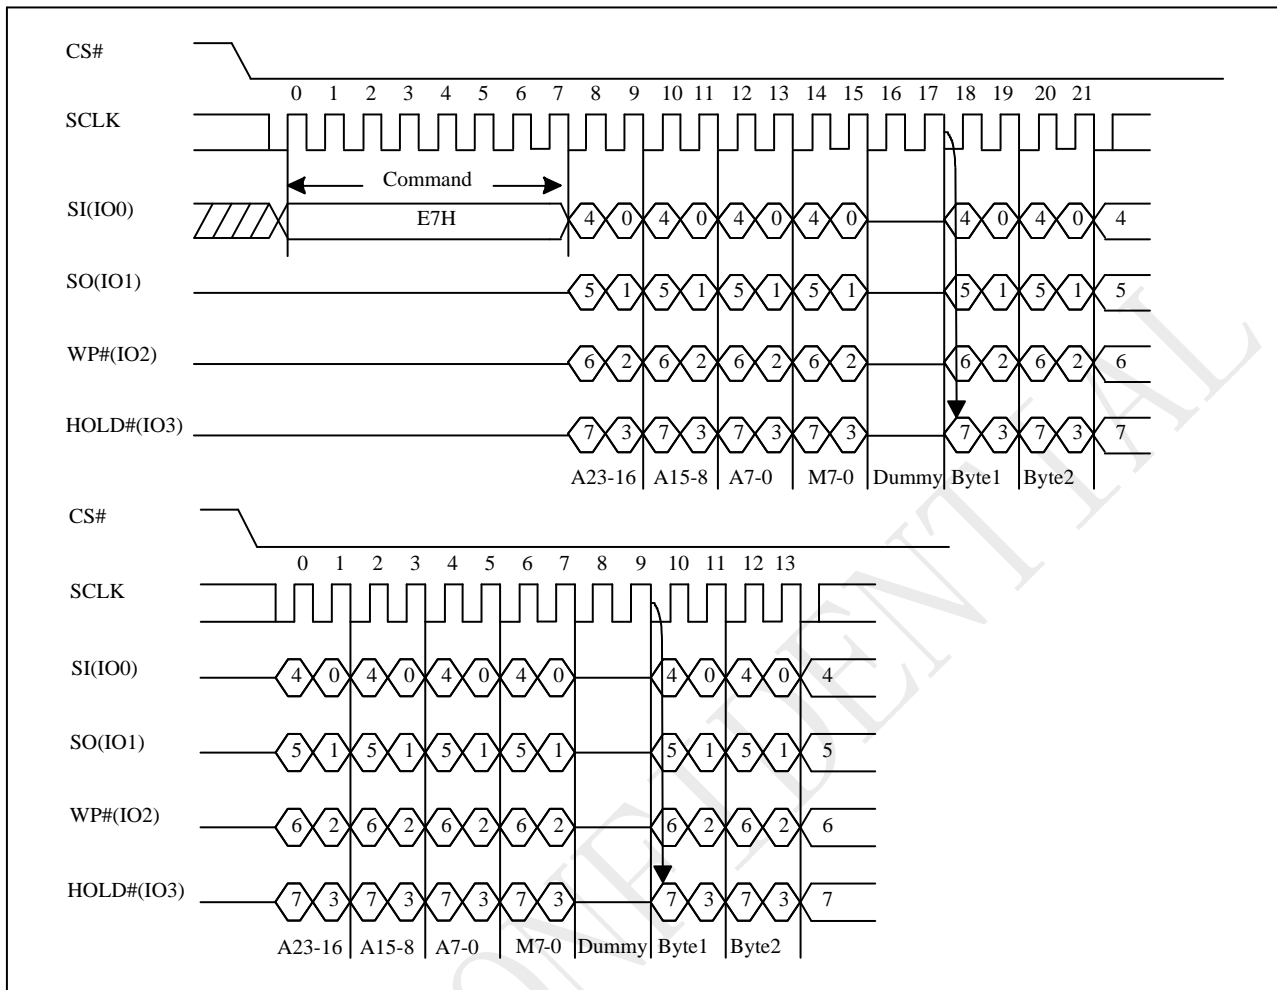 CS#
0 1 2 3 4 5 6 7 8 9 10 11 12 13 14 15 16 17 18 19 20 21
SCLK
Command
SI(IO0) E7H 4 0 4 0 4 0 4 0 4 0 4 0 4
SO(IO1) 5 1 5 1 5 1 5 1 5 1 5 1 5
WP#(IO2) 6 2 6 2 6 2 6 2 6 2 6 2 6
HOLD#(IO3) 7 3 7 3 7 3 7 3 7 3 7 3 7
A23-16 A15-8 A7-0 M7-0 Dummy Byte1 Byte2
CS#
0 1 2 3 4 5 6 7 8 9 10 11 12 13
SCLK
SI(IO0) 4 0 4 0 4 0 4 0 4 0 4 0 4
SO(IO1) 5 1 5 1 5 1 5 1 5 1 5 1 5
WP#(IO2) 6 2 6 2 6 2 6 2 6 2 6 2 6
HOLD#(IO3) 7 3 7 3 7 3 7 3 7 3 7 3 7
A23-16 A15-8 A7-0 M7-0 Dummy Byte1 Byte2
ONFIDENTIAL